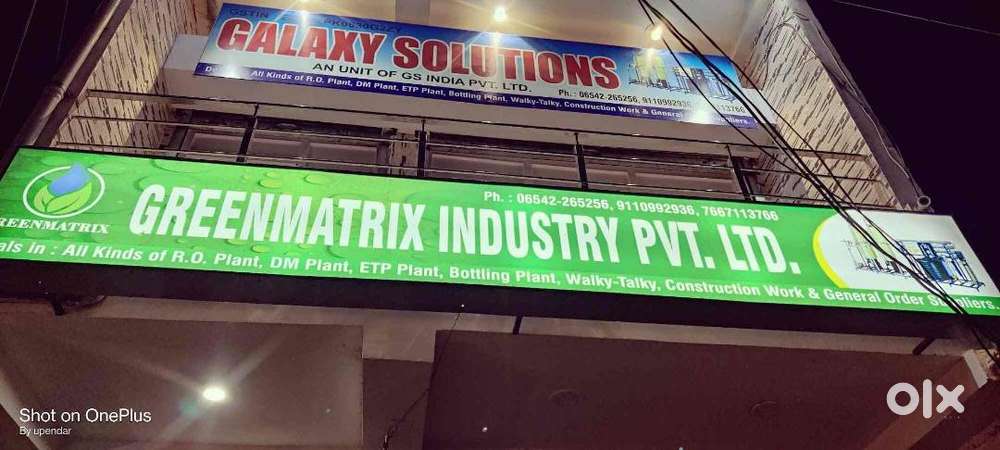 GSTIN
GALAXY SOLUTIONS
AN UNIT OF GS INDIA PVT. LTD.
Ph. : 06542-265256, 9110992936,
All Kinds of R.O. Plant, DM Plant, ETP Plant, Bottling Plant, Walky-Talky, Construction Work & General
Ph. : 06542-265256, 9110992936, 7667113766
GREENMATRIX INDUSTRY PVT. LTD.
als In : All Kinds of R.O. Plant, DM Plant, ETP Plant, Bottling Plant, Walky-Talky, Construction Work & General Order Suppliers.
REENMATRIX
olx
Shot on OnePlus
By upendar